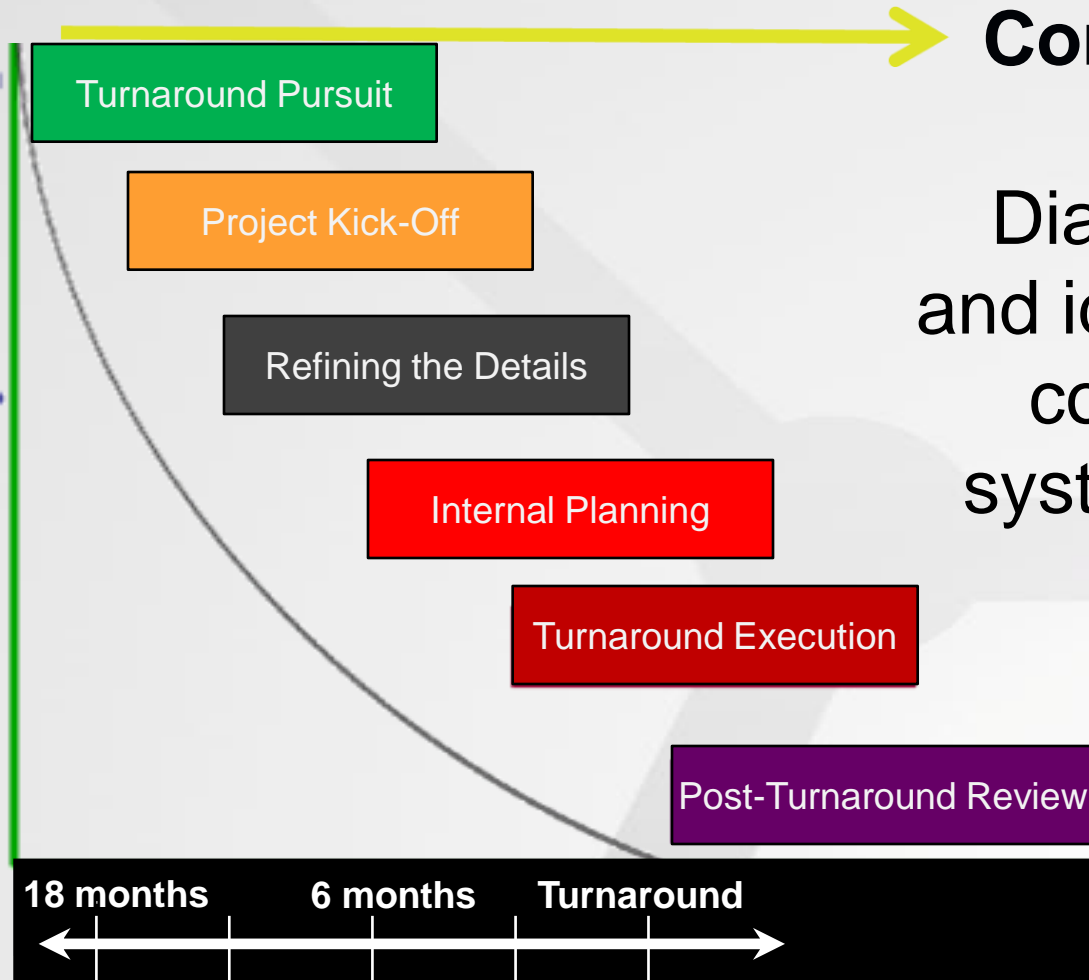 Turnaround Pursuit
Project Kick-Off
Refining the Details
Internal Planning
Turnaround Execution
Post-Turnaround Review
18 months 6 months Turnaround
and